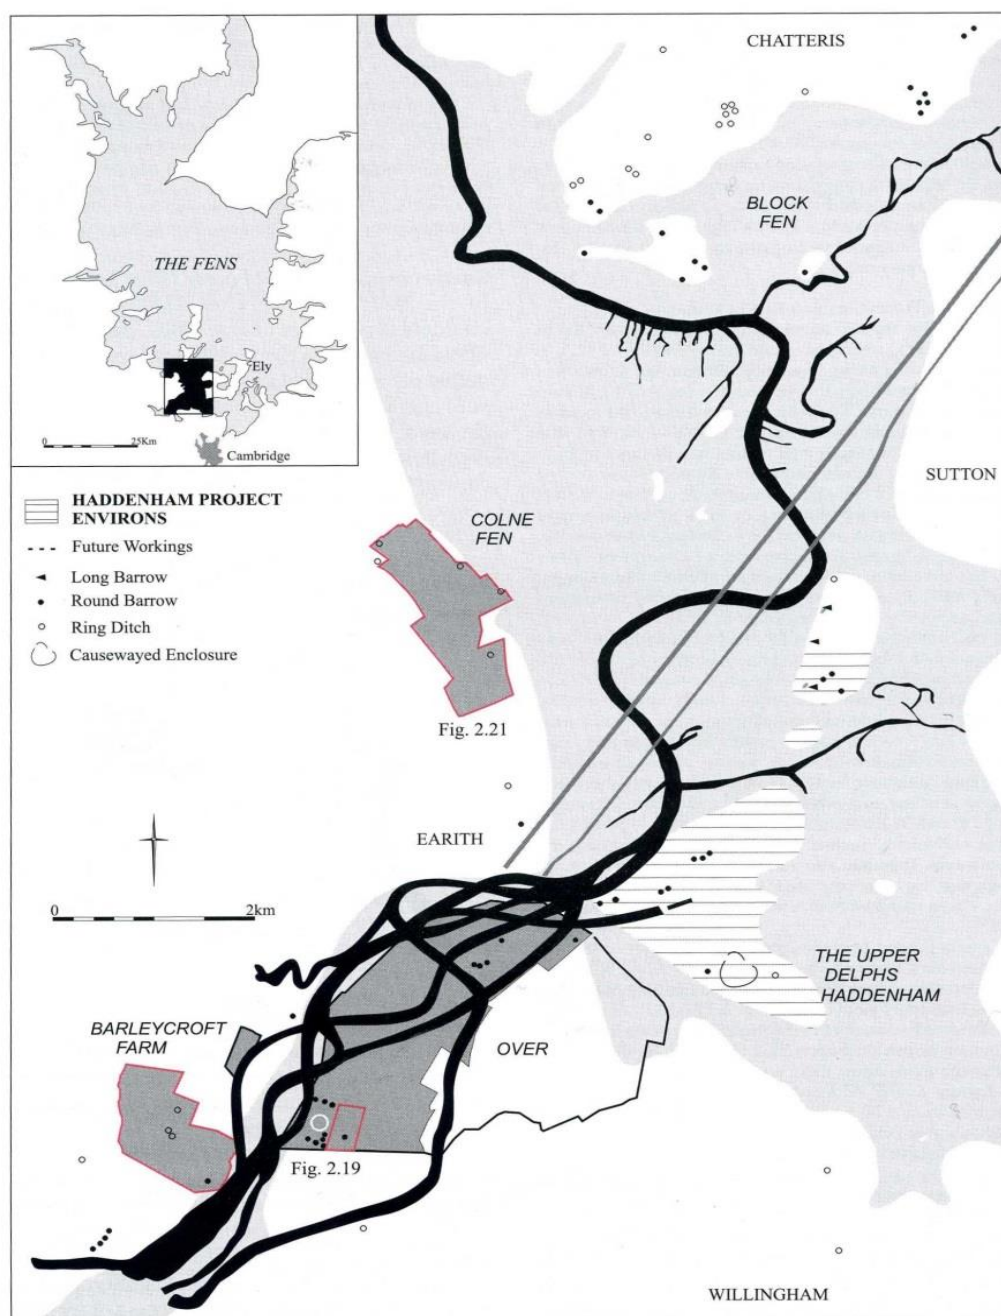 THE FENS
Ely
0 25Km
Cambridge
HADDENHAM PROJECT
ENVIRONS
Future Workings
Long Barrow
Round Barrow
Ring Ditch
Causewayed Enclosure
CHATTERIS
BLOCK
FEN
SUTTON
COLNE
FEN
Fig. 2.21
EARITH
0 2km
THE UPPER
DELPHS
HADDENHAM
BARLEYCROFT
FARM
OVER
Fig. 2.19
WILLINGHAM